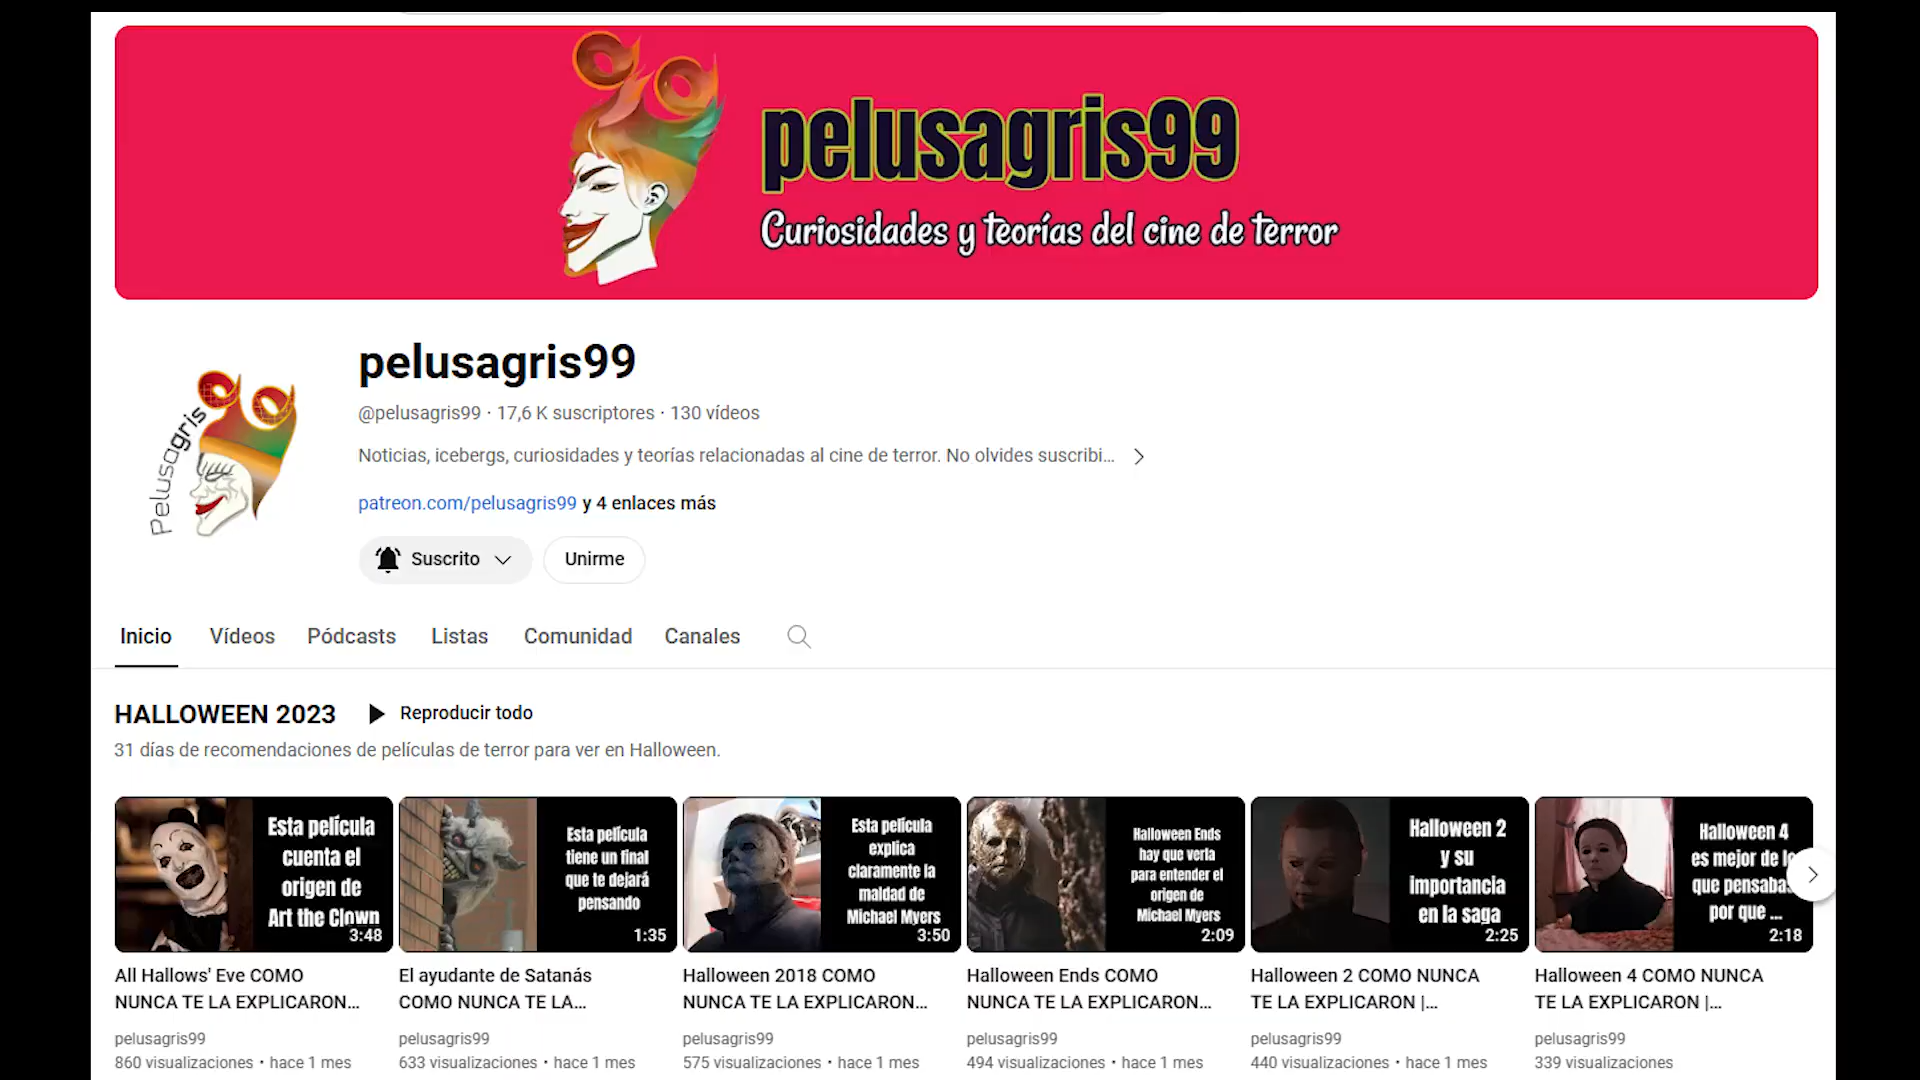 pelusagris99
Curiosidades y teorías del cine de terror
Pelusagris
pelusagris99
@pelusagris99 · 17,6 K suscriptores · 130 vídeos
Noticias, icebergs, curiosidades y teorías relacionadas al cine de terror. No olvides suscribi...
patreon.com/pelusagris99 y 4 enlaces más
Suscrito
Unirme
Inicio
Vídeos
Pódcasts
Listas
Comunidad
Canales
HALLOWEEN 2023
Reproducir todo
31 días de recomendaciones de películas de terror para ver en Halloween.
Esta película
cuenta el
origen de
Art the Clown
3:48
Esta película
tiene un final
que te dejará
pensando
1:35
Esta película
explica
claramente la
maldad de
Michael Myers
3:50
Halloween Ends
hay que verla
para entender el
origen de
Michael Myers
2:09
Halloween 2
y su
importancia
en la saga
2:25
Halloween 4
es mejor de lo
que pensabas
por que ...
2:18
All Hallows' Eve COMO
NUNCA TE LA EXPLICARON...
pelusagris99
860 visualizaciones · hace 1 mes
El ayudante de Satanás
COMO NUNCA TE LA...
pelusagris99
633 visualizaciones · hace 1 mes
Halloween 2018 COMO
NUNCA TE LA EXPLICARON...
pelusagris99
575 visualizaciones · hace 1 mes
Halloween Ends COMO
NUNCA TE LA EXPLICARON...
pelusagris99
494 visualizaciones · hace 1 mes
Halloween 2 COMO NUNCA
TE LA EXPLICARON |...
pelusagris99
440 visualizaciones · hace 1 mes
Halloween 4 COMO NUNCA
TE LA EXPLICARON |...
pelusagris99
339 visualizaciones